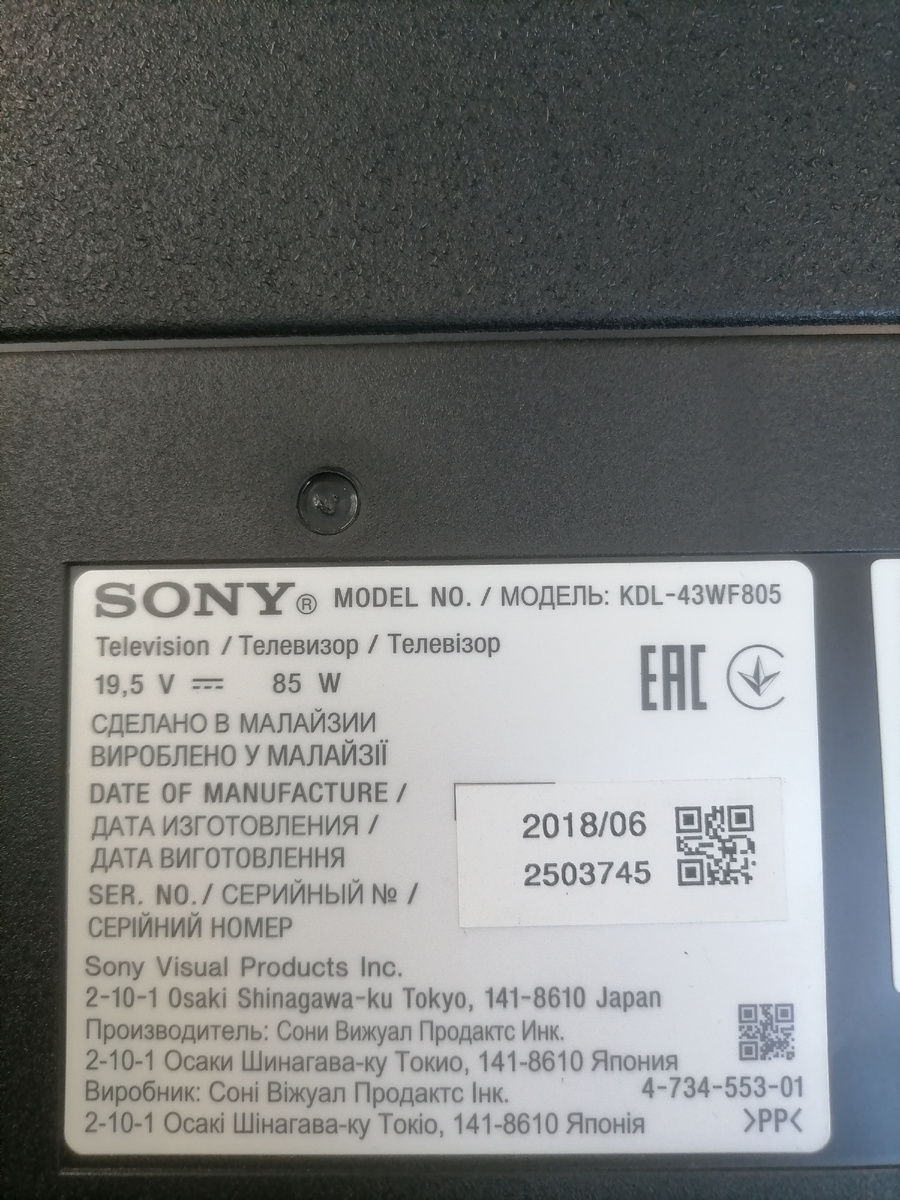 SONY® MODEL NO. / МОДЕЛЬ: KDL-43WF805
Television / Телевизор / Телевізор
19,5 V 85 W
EAC
СДЕЛАНО В МАЛАЙЗИИ
ВИРОБЛЕНО У МАЛАЙЗІЇ
DATE OF MANUFACTURE /
ДАТА ИЗГОТОВЛЕНИЯ /
ДАТА ВИГОТОВЛЕННЯ
2018/06
SER. NO. / СЕРИЙНЫЙ № /
СЕРІЙНИЙ НОМЕР
2503745
Sony Visual Products Inc.
2-10-1 Osaki Shinagawa-ku Tokyo, 141-8610 Japan
Производитель: Сони Вижуал Продактс Инк.
2-10-1 Осаки Шинагава-ку Токио, 141-8610 Япония
Виробник: Соні Віжуал Продактс Інк.
4-734-553-01
2-10-1 Осакі Шінагава-ку Токіо, 141-8610 Японія
>PP<